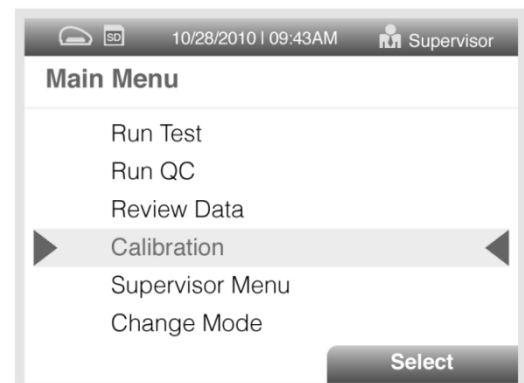 SD 10/28/2010 | 09:43AM Supervisor
Main Menu
Run Test
Run QC
Review Data
Calibration
Supervisor Menu
Change Mode
Select